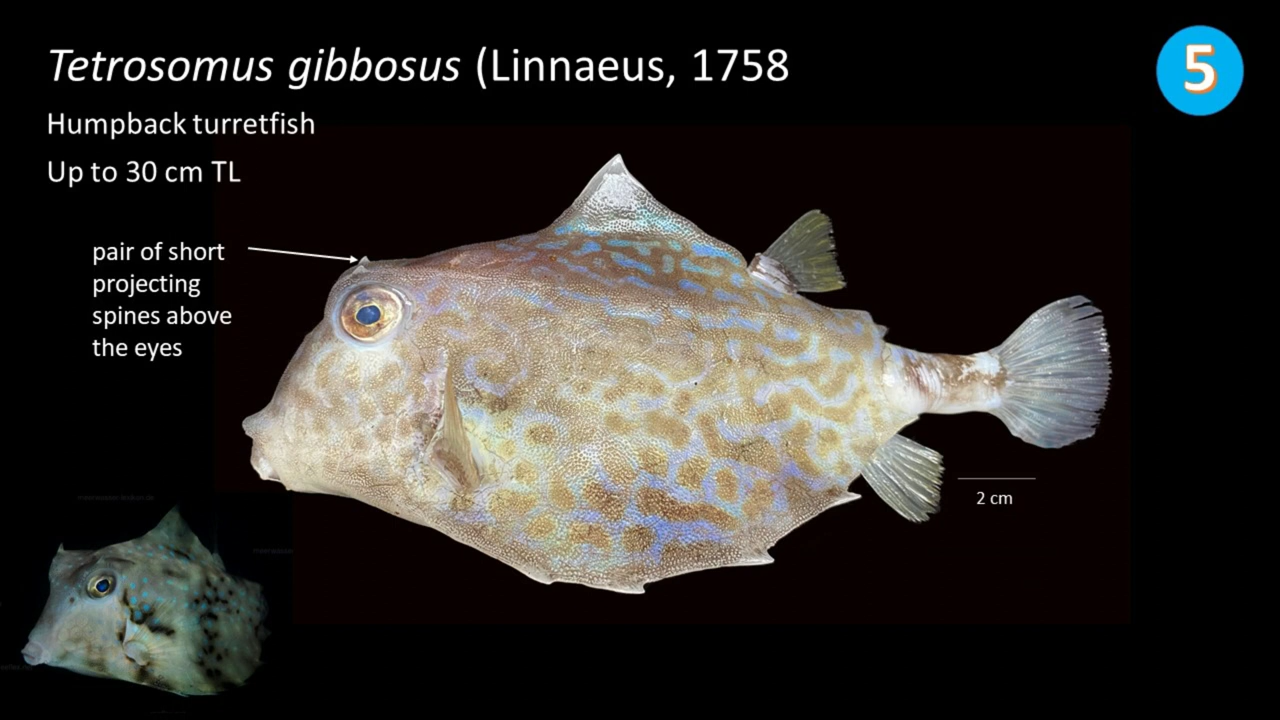 Tetrosomus gibbosus (Linnaeus, 1758
5
Humpback turretfish
Up to 30 cm TL
pair of short
projecting
spines above
the eyes
2 cm